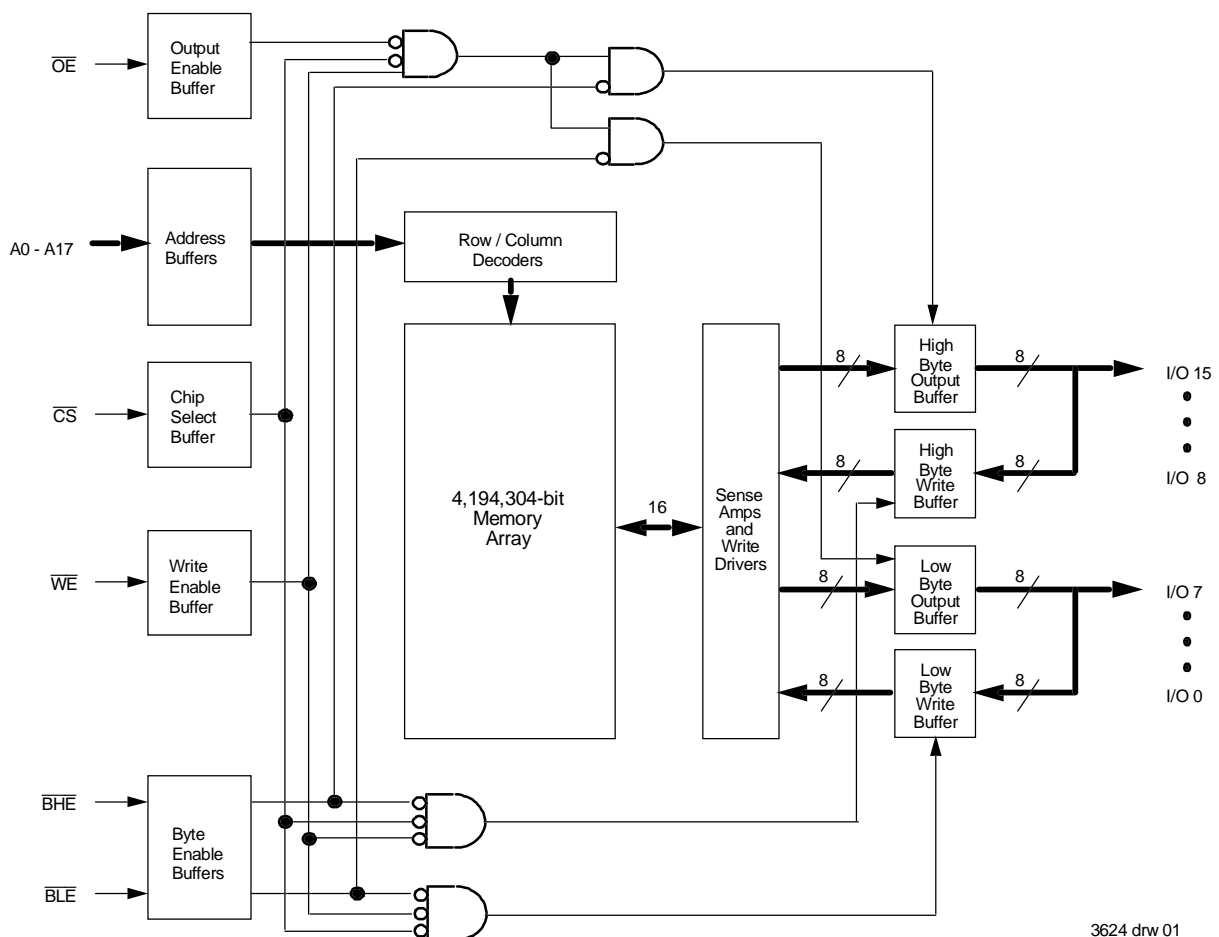 OE
Output
Enable
Buffer
A0 - A17
Address
Buffers
Row / Column
Decoders
CS
Chip
Select
Buffer
WE
Write
Enable
Buffer
4,194,304-bit
Memory
Array
16
Sense
Amps
and
Write
Drivers
8
High
Byte
Output
Buffer
8
I/O 15
8
High
Byte
Write
Buffer
8
I/O 8
8
Low
Byte
Output
Buffer
8
I/O 7
8
Low
Byte
Write
Buffer
8
I/O 0
BHE
Byte
Enable
Buffers
BLE
3624 drw 01